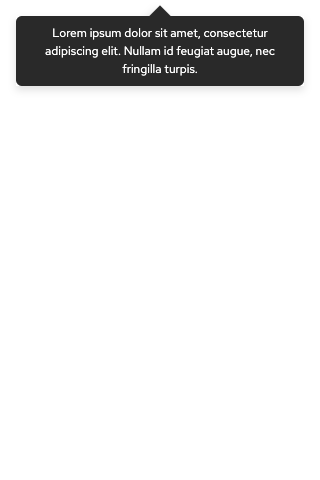 Lorem ipsum dolor sit amet, consectetur
adipiscing elit. Nullam id feugiat augue, nec
fringilla turpis.